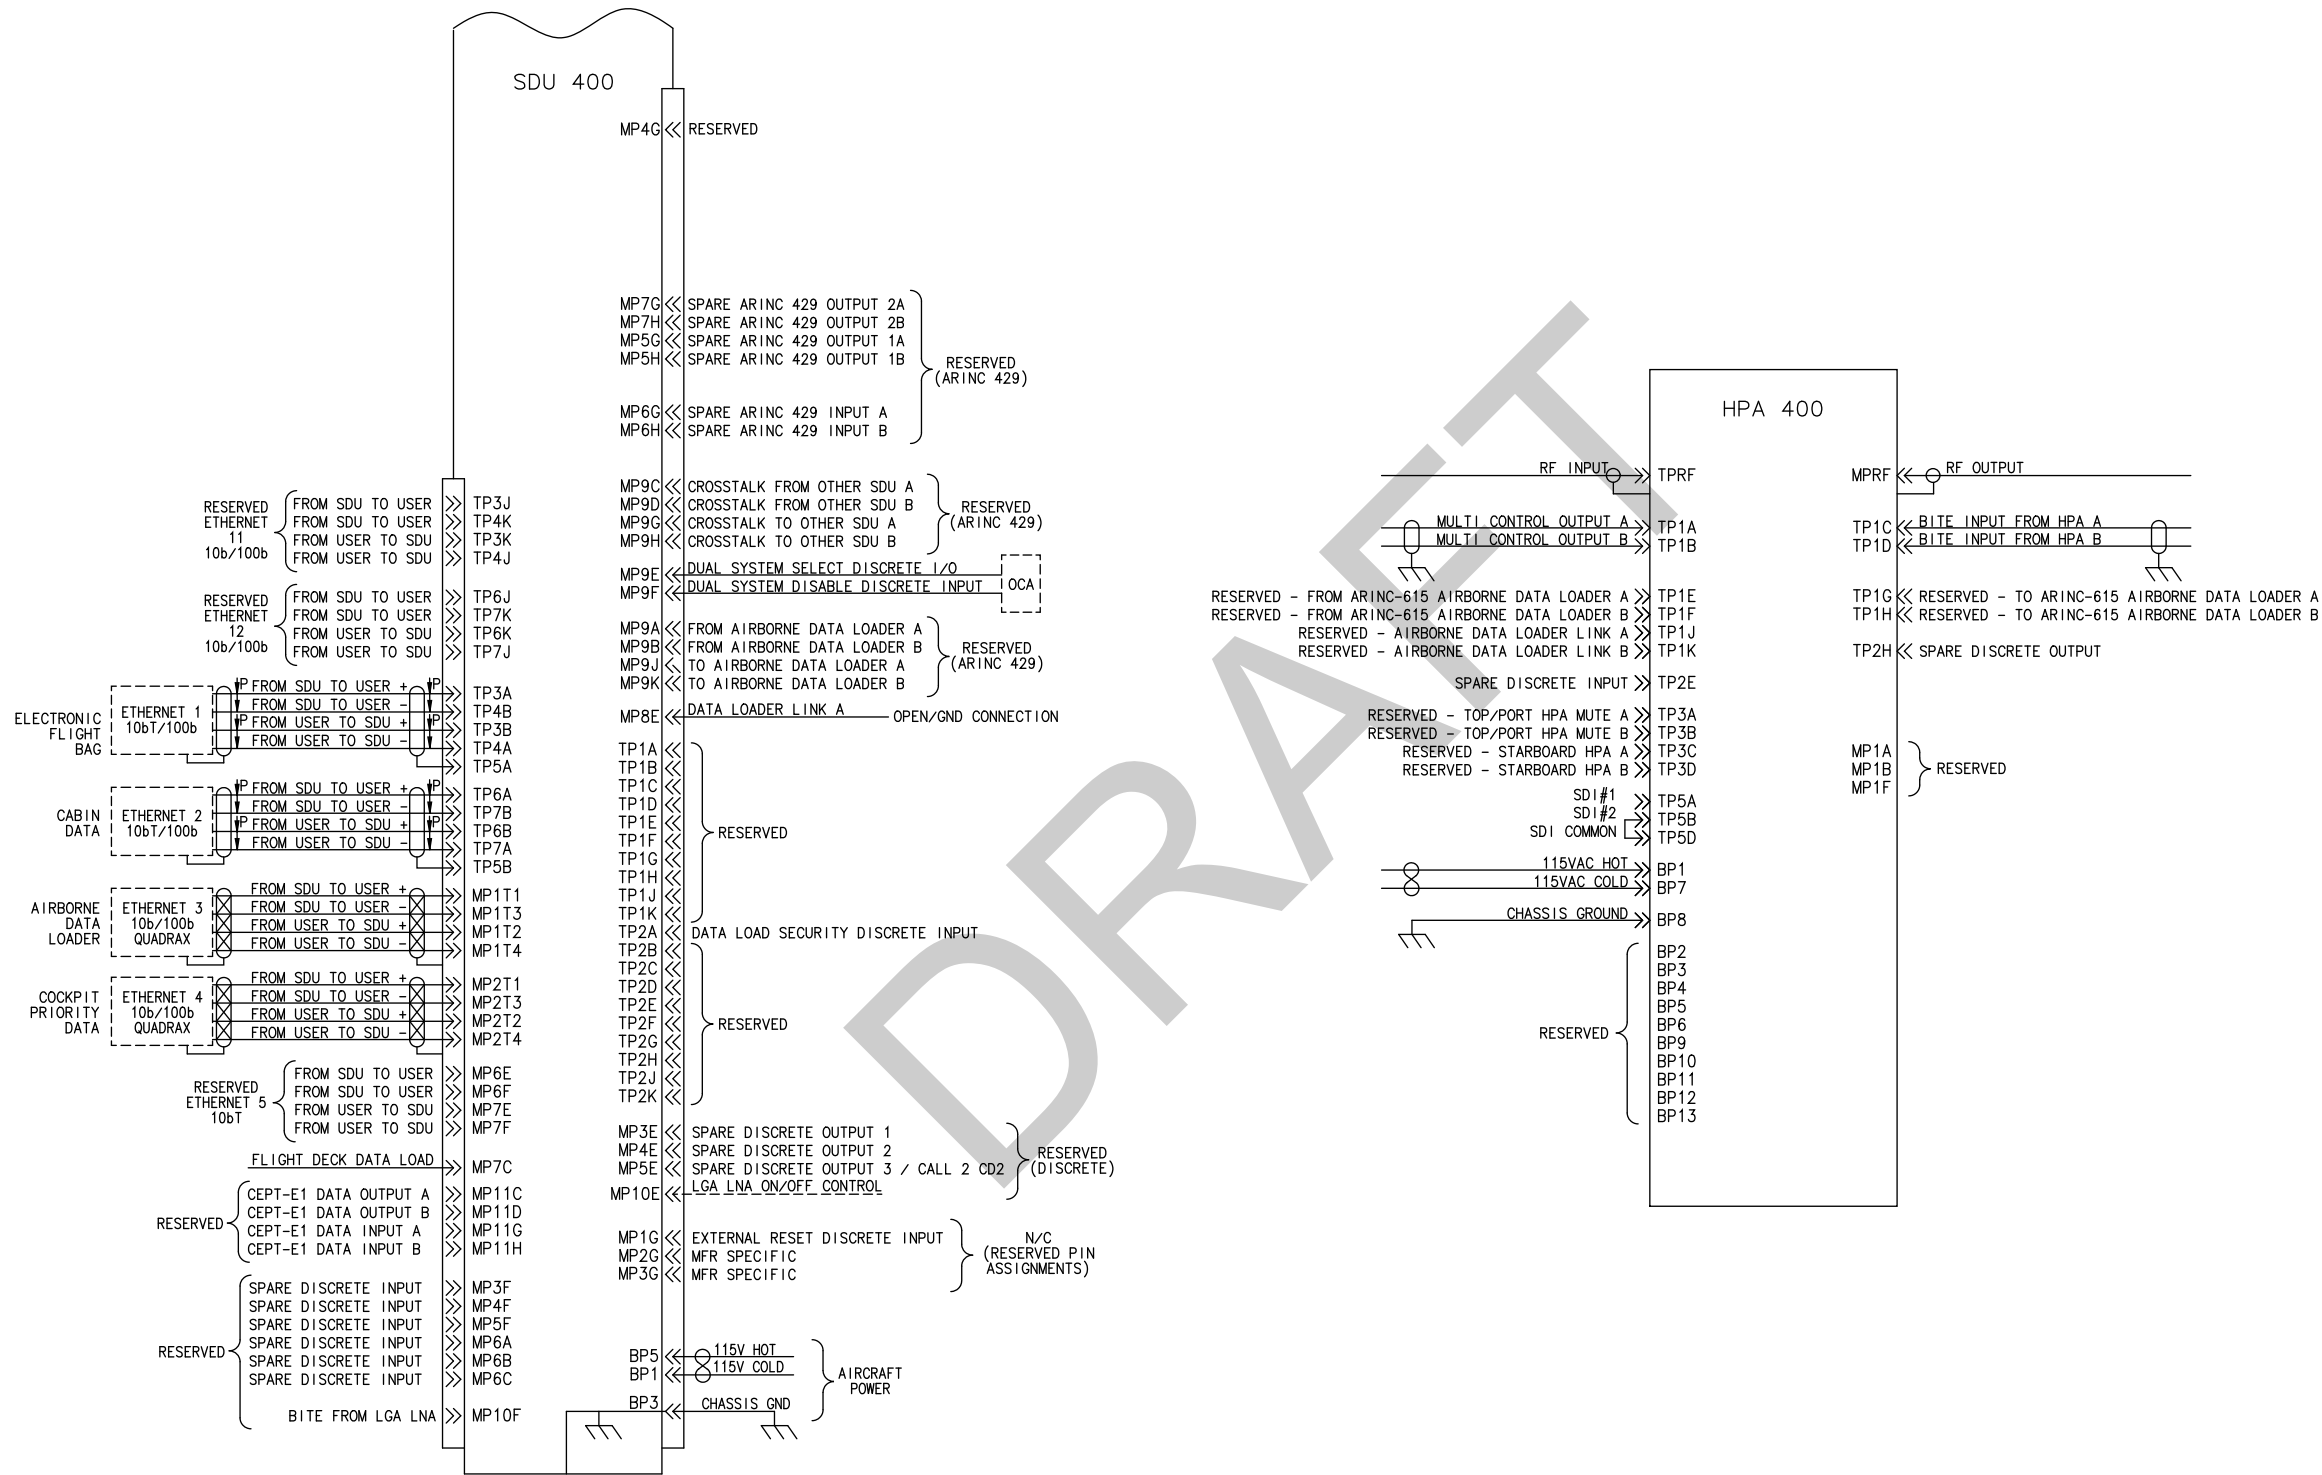 SDU 400
MP4G RESERVED
MP7G SPARE ARINC 429 OUTPUT 2A
MP7H SPARE ARINC 429 OUTPUT 2B
MP5G SPARE ARINC 429 OUTPUT 1A
MP5H SPARE ARINC 429 OUTPUT 1B
MP6G SPARE ARINC 429 INPUT A
MP6H SPARE ARINC 429 INPUT B
RESERVED
(ARINC 429)
MP9C CROSSTALK FROM OTHER SDU A
MP9D CROSSTALK FROM OTHER SDU B
MP9G CROSSTALK TO OTHER SDU A
MP9H CROSSTALK TO OTHER SDU B
RESERVED
(ARINC 429)
MP9E DUAL SYSTEM SELECT DISCRETE I/O
MP9F DUAL SYSTEM DISABLE DISCRETE INPUT
OCA
MP9A FROM AIRBORNE DATA LOADER A
MP9B FROM AIRBORNE DATA LOADER B
MP9J TO AIRBORNE DATA LOADER A
MP9K TO AIRBORNE DATA LOADER B
RESERVED
(ARINC 429)
MP8E DATA LOADER LINK A OPEN/GND CONNECTION
TP1A
TP1B
TP1C
TP1D
TP1E
TP1F
TP1G
TP1H
TP1J
TP1K
RESERVED
TP2A DATA LOAD SECURITY DISCRETE INPUT
TP2B
TP2C
TP2D
TP2E
TP2F
TP2G
TP2H
TP2J
TP2K
RESERVED
MP3E SPARE DISCRETE OUTPUT 1
MP4E SPARE DISCRETE OUTPUT 2
MP5E SPARE DISCRETE OUTPUT 3 / CALL 2 CD2
MP10E LGA LNA ON/OFF CONTROL
RESERVED
(DISCRETE)
MP1G EXTERNAL RESET DISCRETE INPUT
MP2G MFR SPECIFIC
MP3G MFR SPECIFIC
N/C
(RESERVED PIN
ASSIGNMENTS)
BP5 115V HOT
BP1 115V COLD
BP3 CHASSIS GND
AIRCRAFT
POWER
RESERVED
ETHERNET
11
10b/100b
FROM SDU TO USER TP3J
FROM SDU TO USER TP4K
FROM USER TO SDU TP3K
FROM USER TO SDU TP4J
RESERVED
ETHERNET
12
10b/100b
FROM SDU TO USER TP6J
FROM SDU TO USER TP7K
FROM USER TO SDU TP6K
FROM USER TO SDU TP7J
ELECTRONIC
FLIGHT
BAG
ETHERNET 1
10bT/100b
P FROM SDU TO USER + P TP3A
FROM SDU TO USER - TP4B
P FROM USER TO SDU + P TP3B
FROM USER TO SDU - TP4A
TP5A
CABIN
DATA
ETHERNET 2
10bT/100b
P FROM SDU TO USER + P TP6A
FROM SDU TO USER - TP7B
P FROM USER TO SDU + P TP6B
FROM USER TO SDU - TP7A
TP5B
AIRBORNE
DATA
LOADER
ETHERNET 3
10b/100b
QUADRAX
FROM SDU TO USER + MP1T1
FROM SDU TO USER - MP1T3
FROM USER TO SDU + MP1T2
FROM USER TO SDU - MP1T4
COCKPIT
PRIORITY
DATA
ETHERNET 4
10b/100b
QUADRAX
FROM SDU TO USER + MP2T1
FROM SDU TO USER - MP2T3
FROM USER TO SDU + MP2T2
FROM USER TO SDU - MP2T4
RESERVED
ETHERNET 5
10bT
FROM SDU TO USER MP6E
FROM SDU TO USER MP6F
FROM USER TO SDU MP7E
FROM USER TO SDU MP7F
FLIGHT DECK DATA LOAD MP7C
RESERVED
CEPT-E1 DATA OUTPUT A MP11C
CEPT-E1 DATA OUTPUT B MP11D
CEPT-E1 DATA INPUT A MP11G
CEPT-E1 DATA INPUT B MP11H
RESERVED
SPARE DISCRETE INPUT MP3F
SPARE DISCRETE INPUT MP4F
SPARE DISCRETE INPUT MP5F
SPARE DISCRETE INPUT MP6A
SPARE DISCRETE INPUT MP6B
SPARE DISCRETE INPUT MP6C
BITE FROM LGA LNA MP10F
DRAFT
HPA 400
RF INPUT TPRF
MULTI CONTROL OUTPUT A TP1A
MULTI CONTROL OUTPUT B TP1B
RESERVED - FROM ARINC-615 AIRBORNE DATA LOADER A TP1E
RESERVED - FROM ARINC-615 AIRBORNE DATA LOADER B TP1F
RESERVED - AIRBORNE DATA LOADER LINK A TP1J
RESERVED - AIRBORNE DATA LOADER LINK B TP1K
SPARE DISCRETE INPUT TP2E
RESERVED - TOP/PORT HPA MUTE A TP3A
RESERVED - TOP/PORT HPA MUTE B TP3B
RESERVED - STARBOARD HPA A TP3C
RESERVED - STARBOARD HPA B TP3D
SDI#1 TP5A
SDI#2 TP5B
SDI COMMON TP5D
115VAC HOT BP1
115VAC COLD BP7
CHASSIS GROUND BP8
RESERVED
BP2
BP3
BP4
BP5
BP6
BP9
BP10
BP11
BP12
BP13
MPRF RF OUTPUT
TP1C BITE INPUT FROM HPA A
TP1D BITE INPUT FROM HPA B
TP1G RESERVED - TO ARINC-615 AIRBORNE DATA LOADER A
TP1H RESERVED - TO ARINC-615 AIRBORNE DATA LOADER B
TP2H SPARE DISCRETE OUTPUT
MP1A
MP1B
MP1F
RESERVED